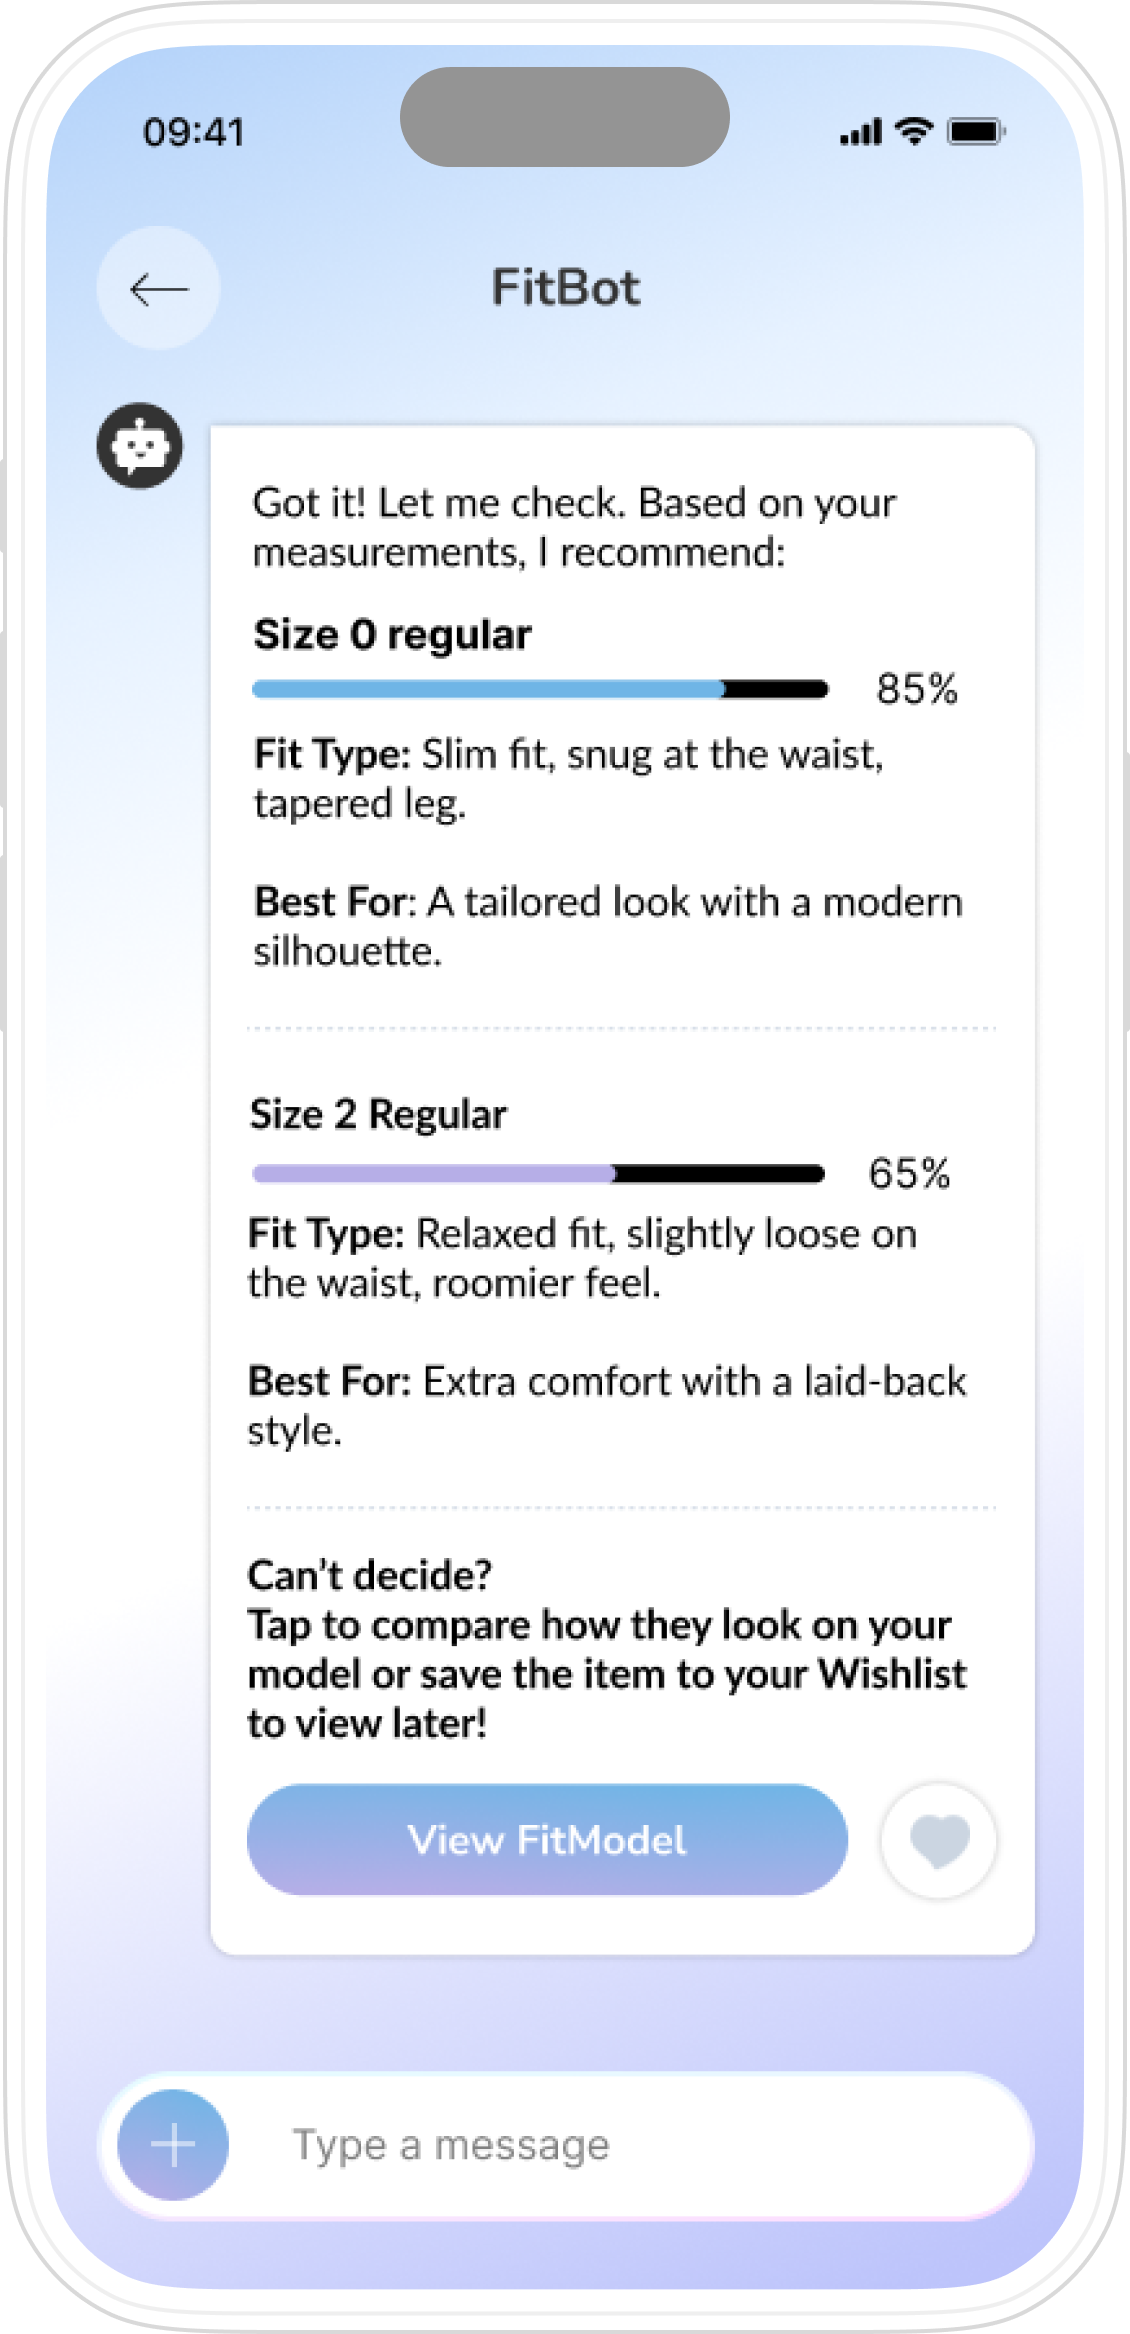 09:41
FitBot
Got it! Let me check. Based on your
measurements, I recommend:
Size 0 regular
85%
Fit Type: Slim fit, snug at the waist,
tapered leg.
Best For: A tailored look with a modern
silhouette.
Size 2 Regular
65%
Fit Type: Relaxed fit, slightly loose on
the waist, roomier feel.
Best For: Extra comfort with a laid-back
style.
Can’t decide?
Tap to compare how they look on your
model or save the item to your Wishlist
to view later!
View FitModel
Type a message